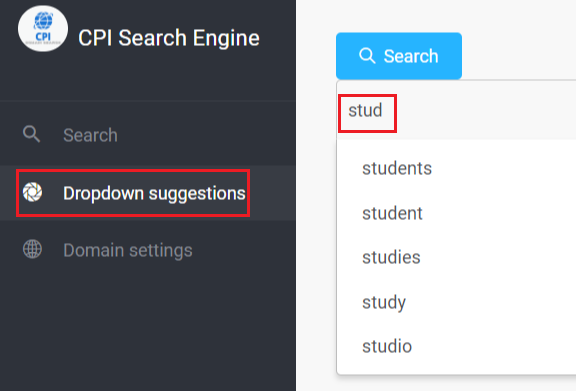 CPI
CPI Search Engine
Search
Dropdown suggestions
Domain settings
Search
stud
students
student
studies
study
studio